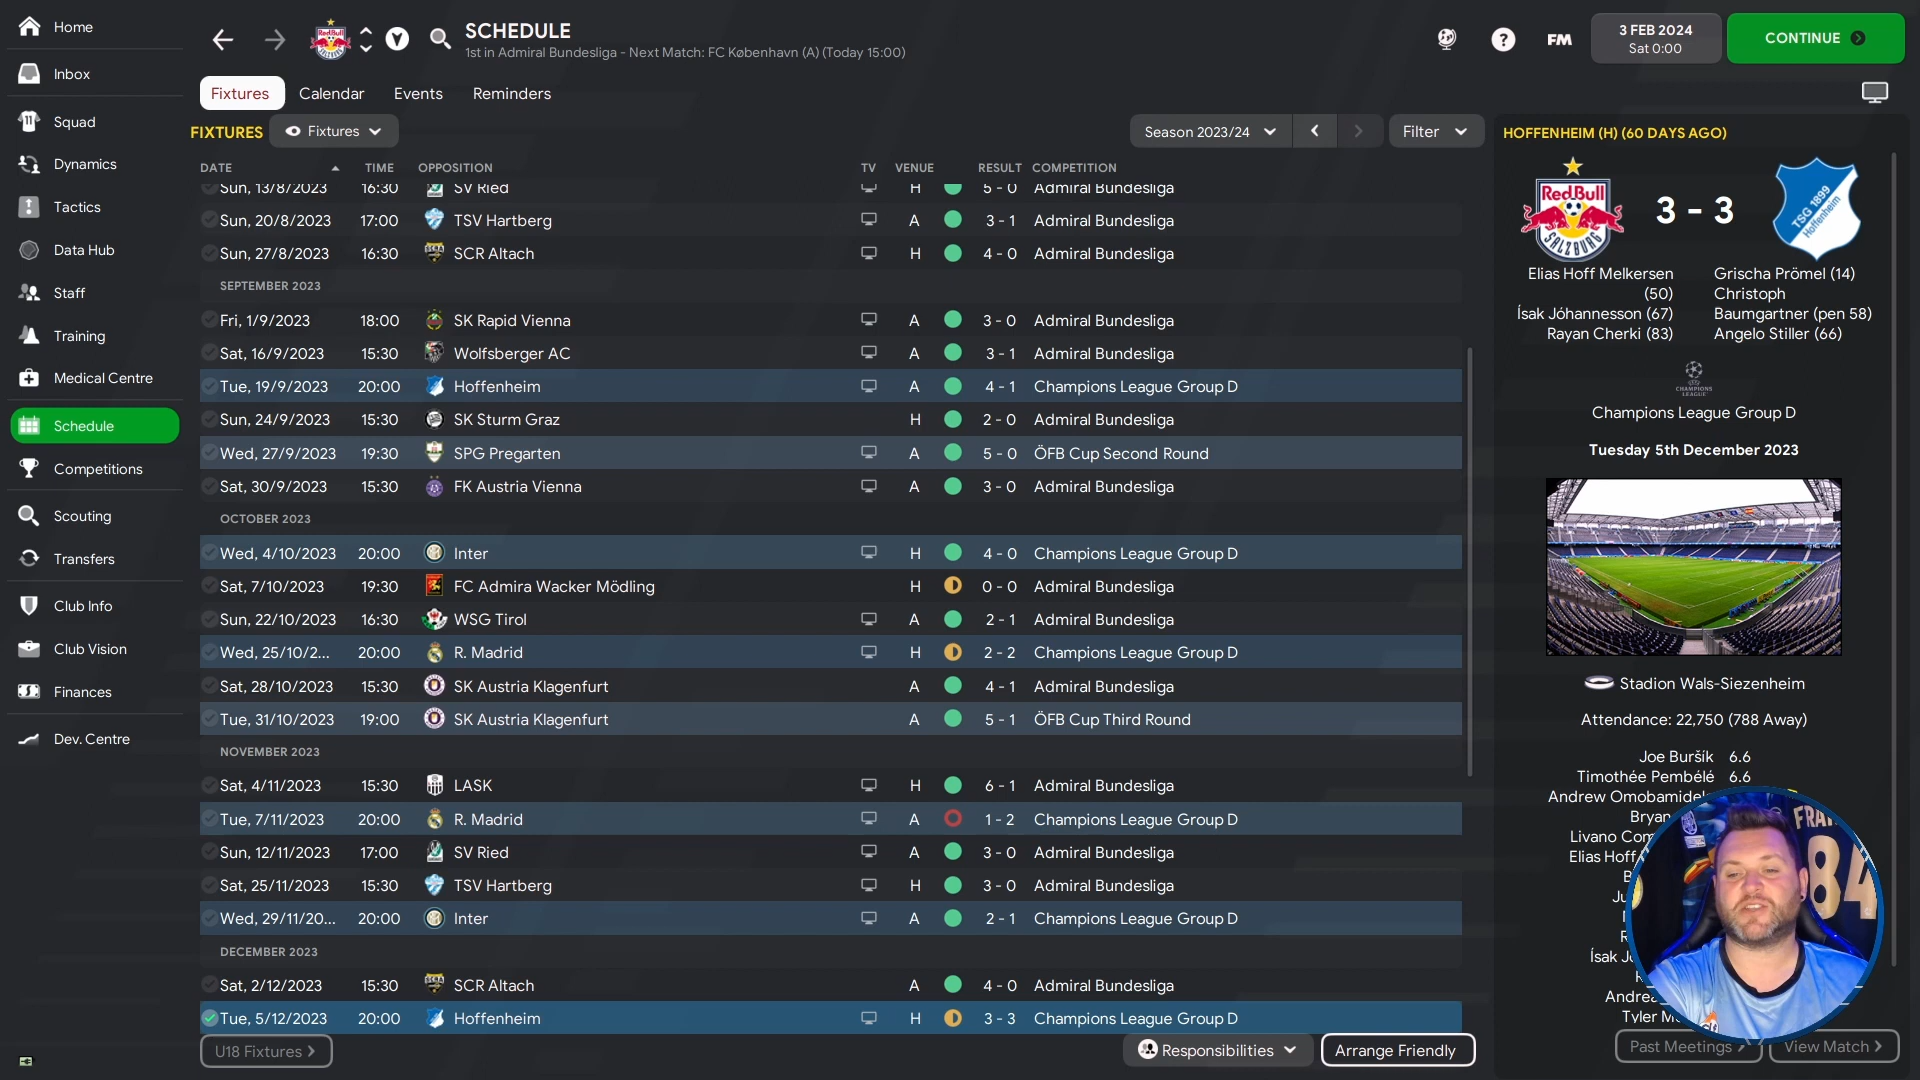 Home
Inbox
Squad
Dynamics
Tactics
Data Hub
Staff
Training
Medical Centre
Schedule
Competitions
Scouting
Transfers
Club Info
Club Vision
Finances
Dev. Centre
SCHEDULE
1st in Admiral Bundesliga - Next Match: FC København (A) (Today 15:00)
FM
3 FEB 2024
Sat 0:00
CONTINUE
Fixtures Calendar Events Reminders
FIXTURES Fixtures Season 2023/24 Filter
DATE TIME OPPOSITION TV VENUE RESULT COMPETITION
Sun, 13/8/2023 16:30 SV Ried H 5 - 0 Admiral Bundesliga
Sun, 20/8/2023 17:00 TSV Hartberg A 3 - 1 Admiral Bundesliga
Sun, 27/8/2023 16:30 SCR Altach H 4 - 0 Admiral Bundesliga
SEPTEMBER 2023
Fri, 1/9/2023 18:00 SK Rapid Vienna A 3 - 0 Admiral Bundesliga
Sat, 16/9/2023 15:30 Wolfsberger AC A 3 - 1 Admiral Bundesliga
Tue, 19/9/2023 20:00 Hoffenheim A 4 - 1 Champions League Group D
Sun, 24/9/2023 15:30 SK Sturm Graz H 2 - 0 Admiral Bundesliga
Wed, 27/9/2023 19:30 SPG Pregarten A 5 - 0 ÖFB Cup Second Round
Sat, 30/9/2023 15:30 FK Austria Vienna A 3 - 0 Admiral Bundesliga
OCTOBER 2023
Wed, 4/10/2023 20:00 Inter H 4 - 0 Champions League Group D
Sat, 7/10/2023 19:30 FC Admira Wacker Mödling H 0 - 0 Admiral Bundesliga
Sun, 22/10/2023 16:30 WSG Tirol A 2 - 1 Admiral Bundesliga
Wed, 25/10/2... 20:00 R. Madrid H 2 - 2 Champions League Group D
Sat, 28/10/2023 15:30 SK Austria Klagenfurt A 4 - 1 Admiral Bundesliga
Tue, 31/10/2023 19:00 SK Austria Klagenfurt A 5 - 1 ÖFB Cup Third Round
NOVEMBER 2023
Sat, 4/11/2023 15:30 LASK H 6 - 1 Admiral Bundesliga
Tue, 7/11/2023 20:00 R. Madrid A 1 - 2 Champions League Group D
Sun, 12/11/2023 17:00 SV Ried A 3 - 0 Admiral Bundesliga
Sat, 25/11/2023 15:30 TSV Hartberg H 3 - 0 Admiral Bundesliga
Wed, 29/11/20... 20:00 Inter A 2 - 1 Champions League Group D
DECEMBER 2023
Sat, 2/12/2023 15:30 SCR Altach A 4 - 0 Admiral Bundesliga
Tue, 5/12/2023 20:00 Hoffenheim H 3 - 3 Champions League Group D
U18 Fixtures Responsibilities Arrange Friendly
HOFFENHEIM (H) (60 DAYS AGO)
RedBull
SALZBURG
3 - 3
TSG 1899
Hoffenheim
Elias Hoff Melkersen Grischa Prömel (14)
(50) Christoph
Ísak Jóhannesson (67) Baumgartner (pen 58)
Rayan Cherki (83) Angelo Stiller (66)
CHAMPIONS
LEAGUE
Champions League Group D
Tuesday 5th December 2023
Stadion Wals-Siezenheim
Attendance: 22,750 (788 Away)
Joe Buršík 6.6
Timothée Pembélé 6.6
Andrew Omobamidel
Bryan
Livano Com
Elias Hoff
Ísak Jó
Andrea
Tyler M
FRA
84
Past Meetings View Match